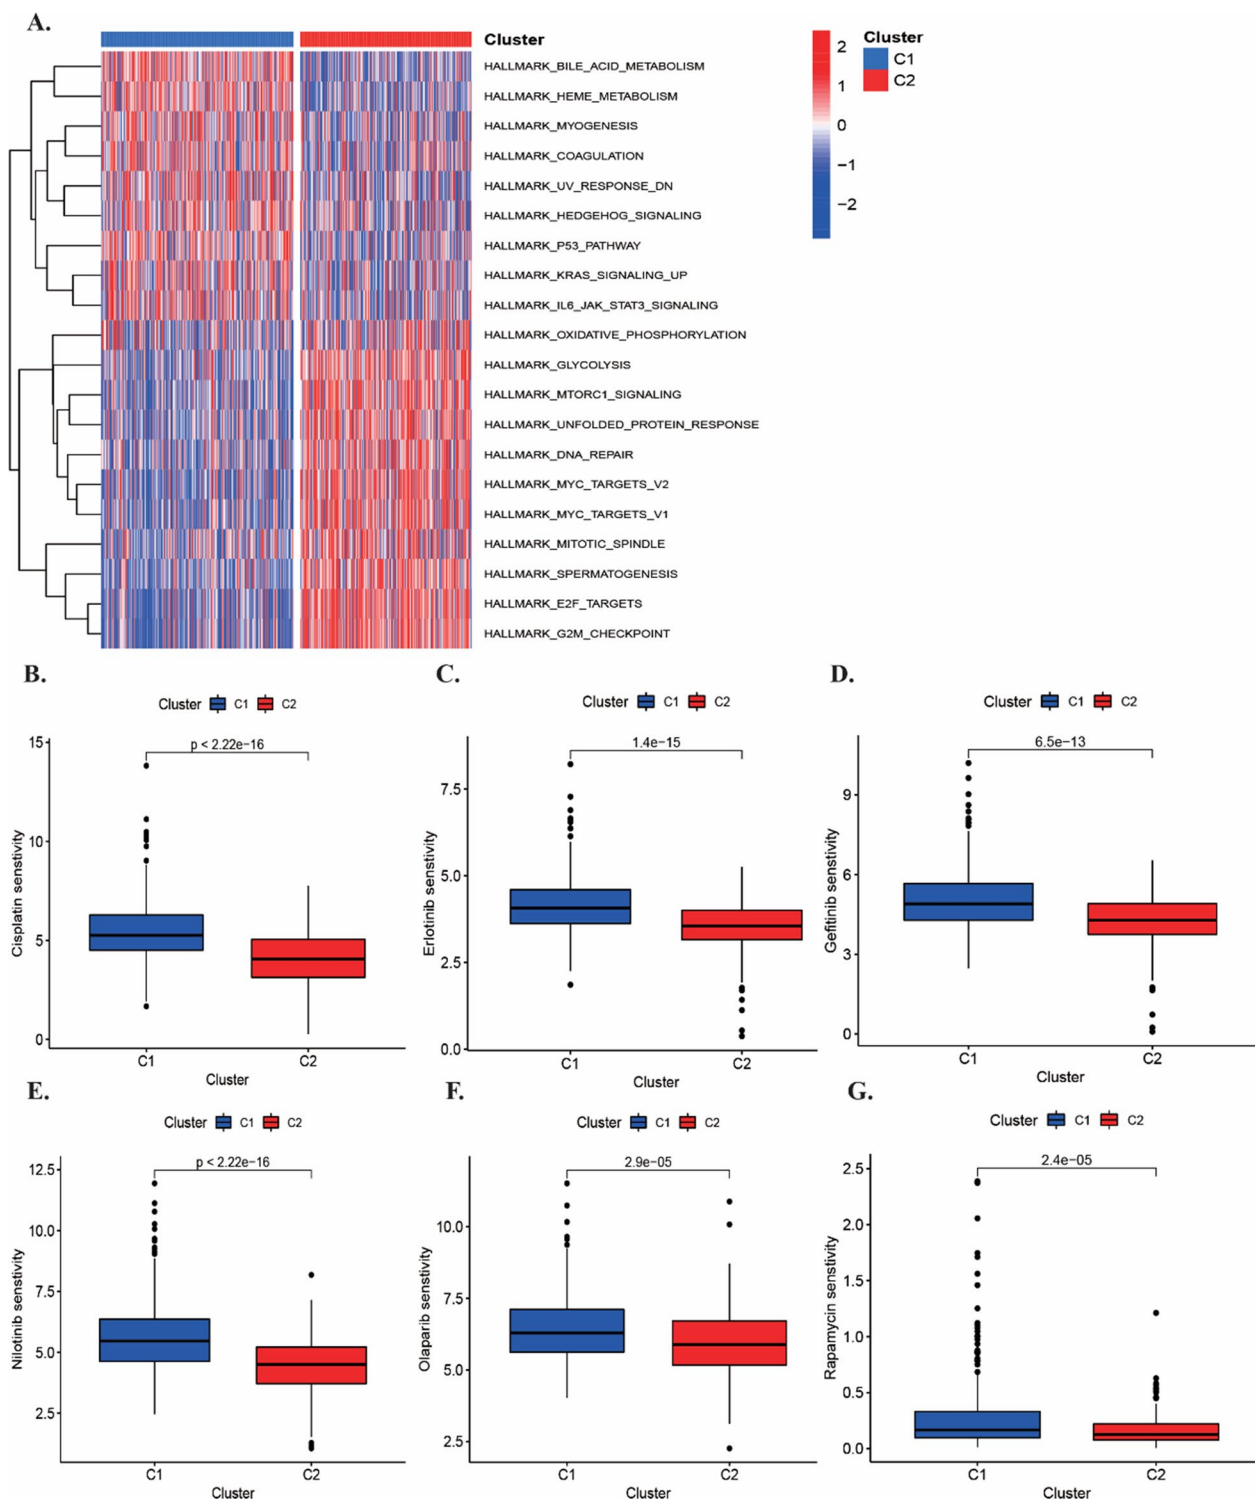 A.
Cluster
HALLMARK_BILE_ACID_METABOLISM
HALLMARK_HEME_METABOLISM
HALLMARK_MYOGENESIS
HALLMARK_COAGULATION
HALLMARK_UV_RESPONSE_DN
HALLMARK_HEDGEHOG_SIGNALING
HALLMARK_P53_PATHWAY
HALLMARK_KRAS_SIGNALING_UP
HALLMARK_IL6_JAK_STAT3_SIGNALING
HALLMARK_OXIDATIVE_PHOSPHORYLATION
HALLMARK_GLYCOLYSIS
HALLMARK_MTORC1_SIGNALING
HALLMARK_UNFOLDED_PROTEIN_RESPONSE
HALLMARK_DNA_REPAIR
HALLMARK_MYC_TARGETS_V2
HALLMARK_MYC_TARGETS_V1
HALLMARK_MITOTIC_SPINDLE
HALLMARK_SPERMATOGENESIS
HALLMARK_E2F_TARGETS
HALLMARK_G2M_CHECKPOINT
2
1
0
−1
−2
Cluster
C1
C2
B.
Cluster C1 C2
p < 2.22e−16
Cisplatin senstivity
15
10
5
0
C1 C2
Cluster
C.
Cluster C1 C2
1.4e−15
Erlotinib senstivity
7.5
5.0
2.5
0.0
C1 C2
Cluster
D.
Cluster C1 C2
6.5e−13
Gefitinib senstivity
9
6
3
0
C1 C2
Cluster
E.
Cluster C1 C2
p < 2.22e−16
Nilotinib senstivity
12.5
10.0
7.5
5.0
2.5
C1 C2
Cluster
F.
Cluster C1 C2
2.9e−05
Olaparib senstivity
10.0
7.5
5.0
2.5
C1 C2
Cluster
G.
Cluster C1 C2
2.4e−05
Rapamycin senstivity
2.5
2.0
1.5
1.0
0.5
0.0
C1 C2
Cluster